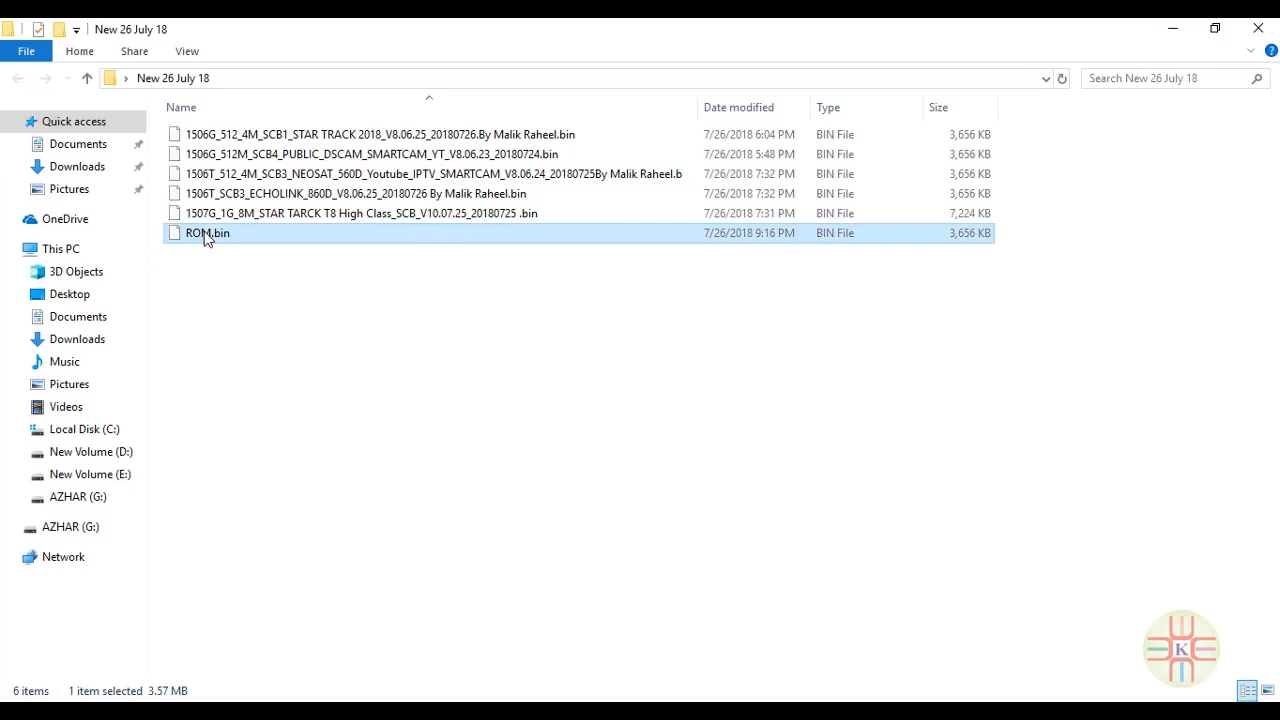 New 26 July 18
File Home Share View
New 26 July 18
Search New 26 July 18
Name Date modified Type Size
Quick access
Documents
Downloads
Pictures
OneDrive
This PC
3D Objects
Desktop
Documents
Downloads
Music
Pictures
Videos
Local Disk (C:)
New Volume (D:)
New Volume (E:)
AZHAR (G:)
AZHAR (G:)
Network
1506G_512_4M_SCB1_STAR TRACK 2018_V8.06.25_20180726.By Malik Raheel.bin 7/26/2018 6:04 PM BIN File 3,656 KB
1506G_512M_SCB4_PUBLIC_DSCAM_SMARTCAM_YT_V8.06.23_20180724.bin 7/26/2018 5:48 PM BIN File 3,656 KB
1506T_512_4M_SCB3_NEOSAT_560D_Youtube_IPTV_SMARTCAM_V8.06.24_20180725By Malik Raheel.b 7/26/2018 7:32 PM BIN File 3,656 KB
1506T_SCB3_ECHOLINK_860D_V8.06.25_20180726 By Malik Raheel.bin 7/26/2018 7:32 PM BIN File 3,656 KB
1507G_1G_8M_STAR TARCK T8 High Class_SCB_V10.07.25_20180725 .bin 7/26/2018 7:31 PM BIN File 7,224 KB
ROM.bin 7/26/2018 9:16 PM BIN File 3,656 KB
K
6 items 1 item selected 3.57 MB